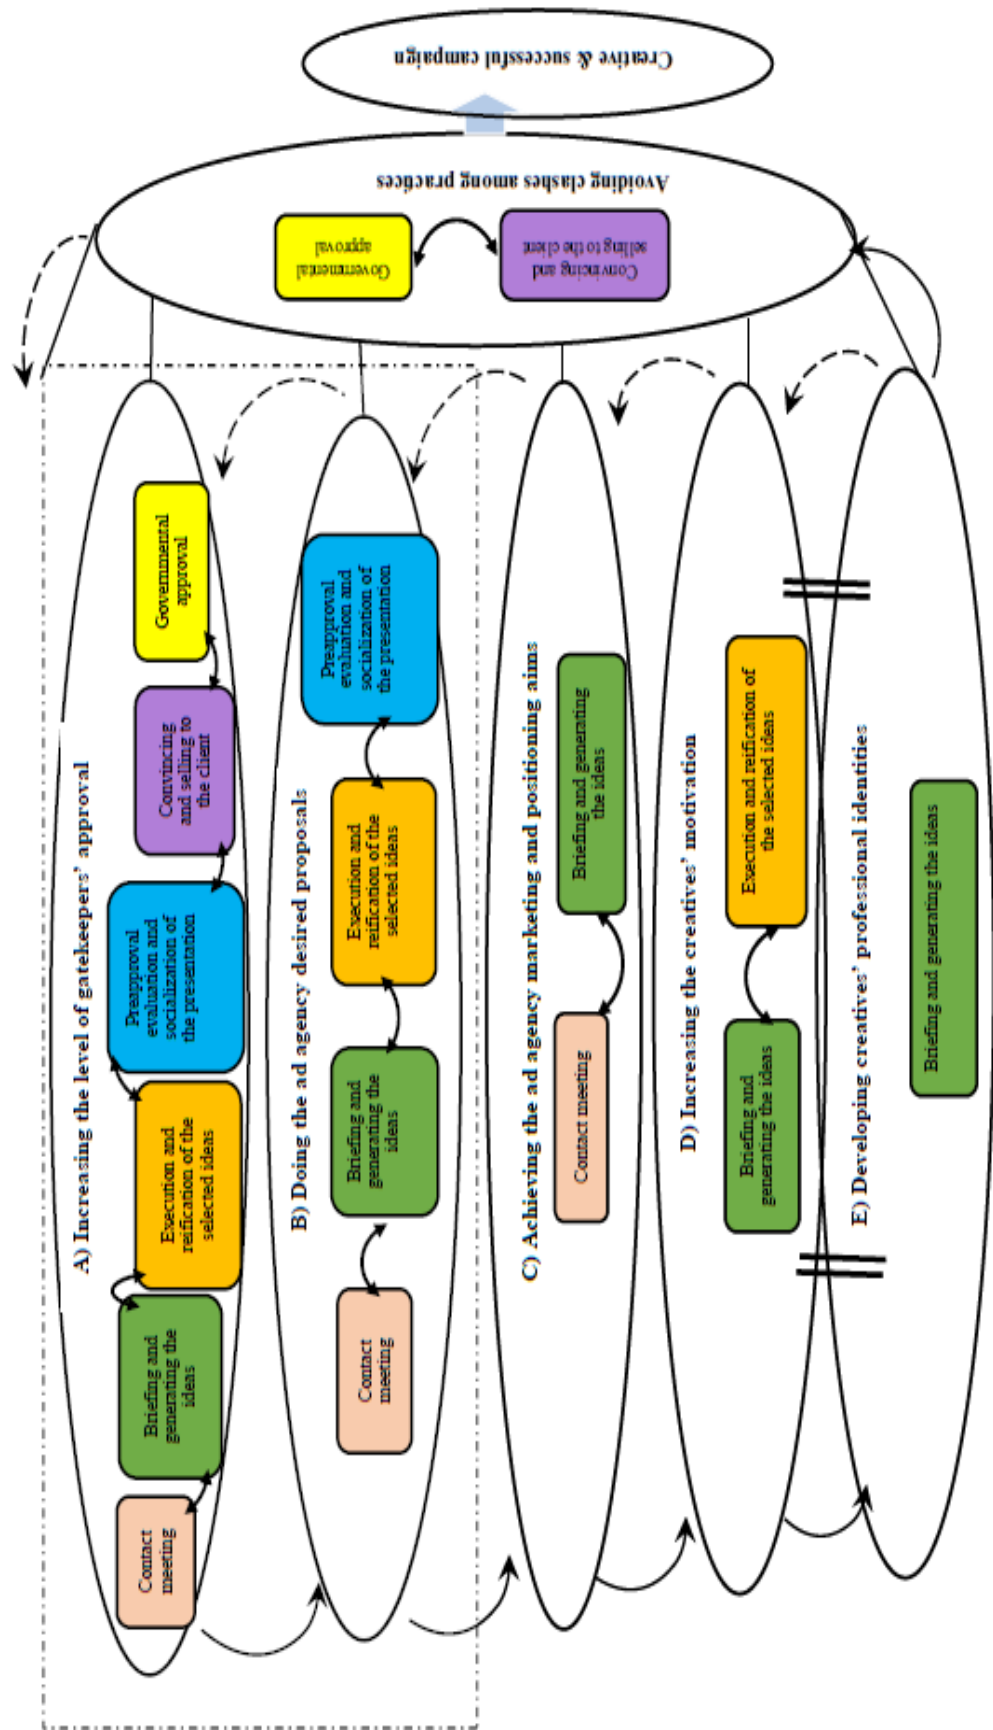 A) Increasing the level of gatekeepers’ approval
Contact
meeting
Briefing and
generating the
ideas
Execution and
reification of the
selected ideas
Preapproval
evaluation and
socialization of
the presentation
Convincing
and selling to
the client
Governmental
approval
B) Doing the ad agency desired proposals
Contact
meeting
Briefing and
generating the
ideas
Execution and
reification of the
selected ideas
Preapproval
evaluation and
socialization of
the presentation
C) Achieving the ad agency marketing and positioning aims
Contact meeting
Briefing and generating
the ideas
D) Increasing the creatives’ motivation
Briefing and
generating the ideas
Execution and reification of
the selected ideas
E) Developing creatives’ professional identities
Briefing and generating the ideas
Avoiding clashes among practices
Governmental
approval
Convincing and
selling to the client
Creative & successful campaign